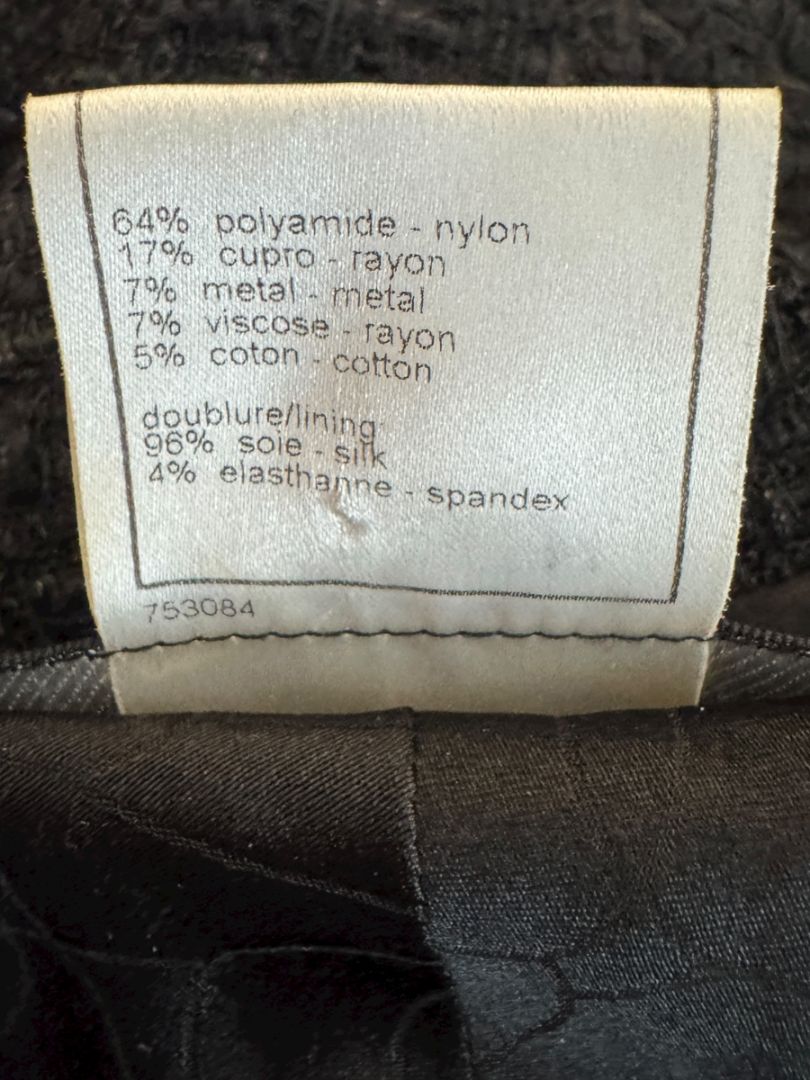 64% polyamide - nylon
17% cupro - rayon
7% metal - metal
7% viscose - rayon
5% coton - cotton
doublure/lining:
96% soie - silk
4% elasthanne - spandex
753084